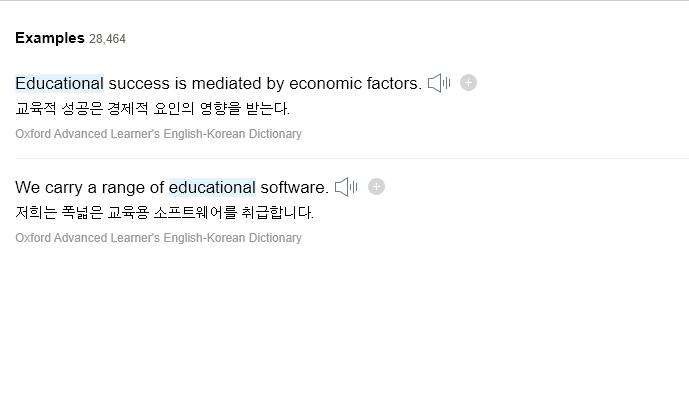 Examples 28,464
Educational success is mediated by economic factors.
교육적 성공은 경제적 요인의 영향을 받는다.
Oxford Advanced Learner's English-Korean Dictionary
We carry a range of educational software.
저희는 폭넓은 교육용 소프트웨어를 취급합니다.
Oxford Advanced Learner's English-Korean Dictionary